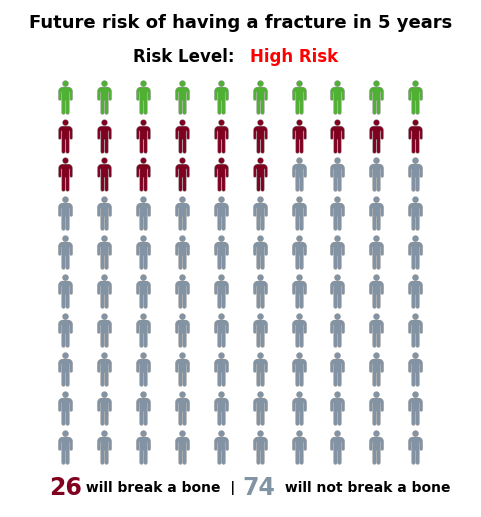 Future risk of having a fracture in 5 years
Risk Level: High Risk
26 will break a bone | 74 will not break a bone